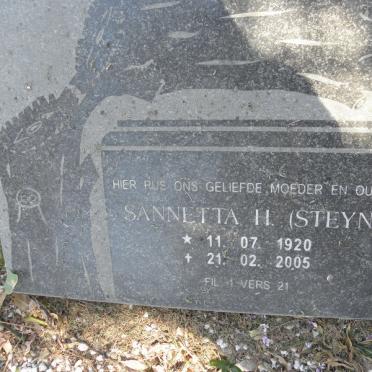 HIER RUS ONS GELIEFDE MOEDER EN OU
SANNETTA H. (STEYN
★ 11. 07. 1920
✝ 21. 02. 2005
FIL 1 VERS 21